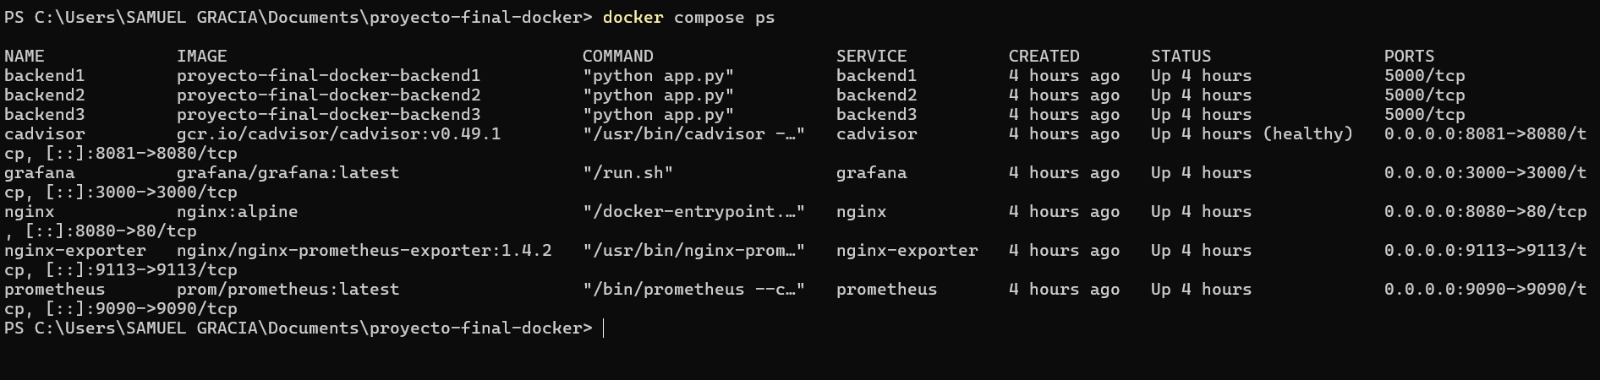 PS C:\Users\SAMUEL GRACIA\Documents\proyecto-final-docker> docker compose ps
NAME             IMAGE                                   COMMAND                  SERVICE          CREATED       STATUS                 PORTS
backend1         proyecto-final-docker-backend1          "python app.py"          backend1         4 hours ago   Up 4 hours             5000/tcp
backend2         proyecto-final-docker-backend2          "python app.py"          backend2         4 hours ago   Up 4 hours             5000/tcp
backend3         proyecto-final-docker-backend3          "python app.py"          backend3         4 hours ago   Up 4 hours             5000/tcp
cadvisor         gcr.io/cadvisor/cadvisor:v0.49.1        "/usr/bin/cadvisor -…"   cadvisor         4 hours ago   Up 4 hours (healthy)   0.0.0.0:8081->8080/t
cp, [::]:8081->8080/tcp
grafana          grafana/grafana:latest                  "/run.sh"                grafana          4 hours ago   Up 4 hours             0.0.0.0:3000->3000/t
cp, [::]:3000->3000/tcp
nginx            nginx:alpine                            "/docker-entrypoint.…"   nginx            4 hours ago   Up 4 hours             0.0.0.0:8080->80/tcp
, [::]:8080->80/tcp
nginx-exporter   nginx/nginx-prometheus-exporter:1.4.2   "/usr/bin/nginx-prom…"   nginx-exporter   4 hours ago   Up 4 hours             0.0.0.0:9113->9113/t
cp, [::]:9113->9113/tcp
prometheus       prom/prometheus:latest                  "/bin/prometheus --c…"   prometheus       4 hours ago   Up 4 hours             0.0.0.0:9090->9090/t
cp, [::]:9090->9090/tcp
PS C:\Users\SAMUEL GRACIA\Documents\proyecto-final-docker>